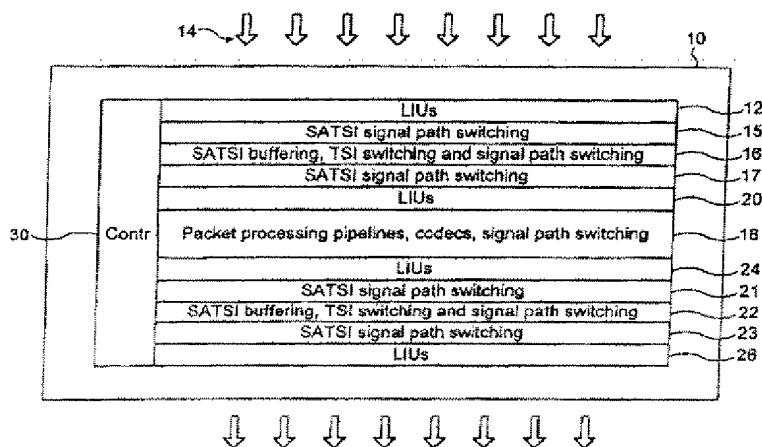 14
10
LIUs 12
SATSI signal path switching 15
SATSI buffering, TSI switching and signal path switching 16
SATSI signal path switching 17
LIUs 20
30 Contr Packet processing pipelines, codecs, signal path switching 18
LIUs 24
SATSI signal path switching 21
SATSI buffering, TSI switching and signal path switching 22
SATSI signal path switching 23
LIUs 26